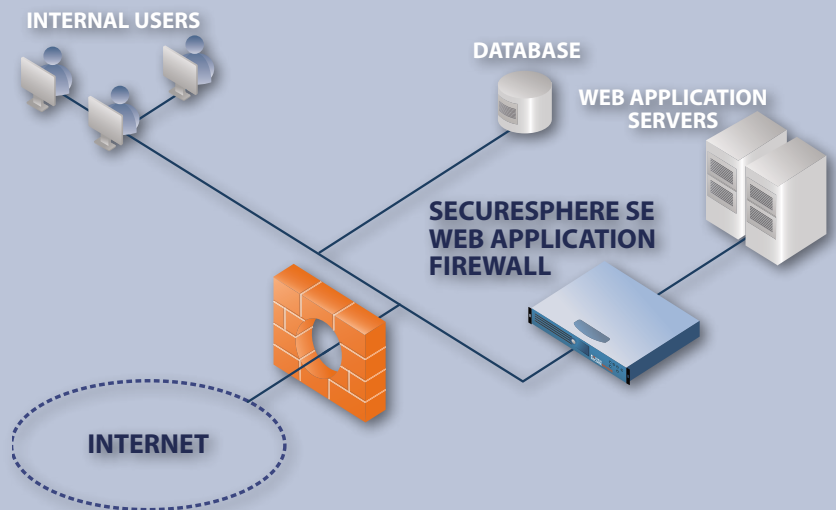 INTERNAL USERS
DATABASE
WEB APPLICATION
SERVERS
SECURESPHERE SE
WEB APPLICATION
FIREWALL
INTERNET